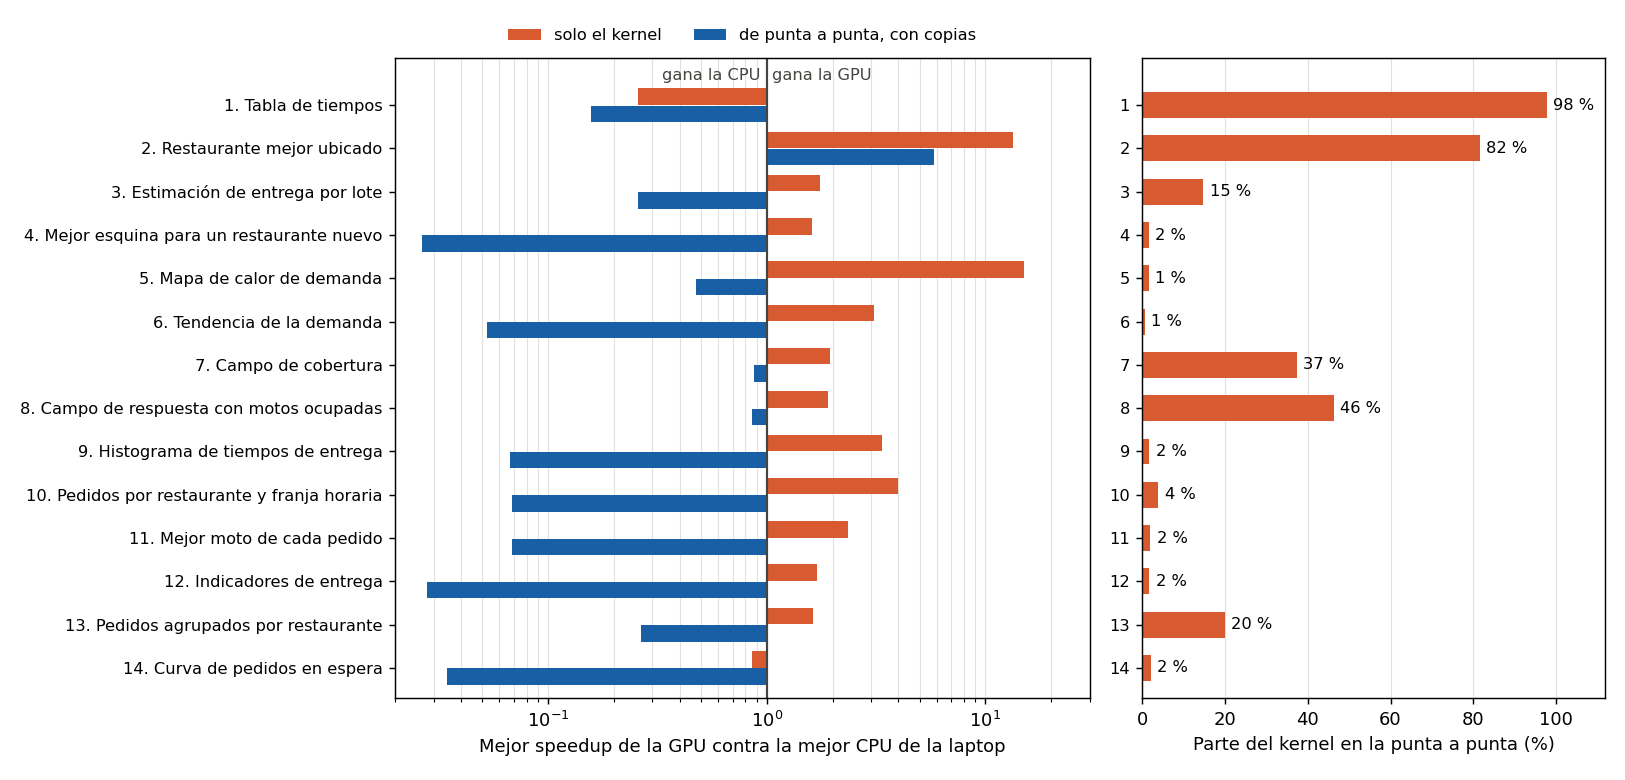 solo el kernel
de punta a punta, con copias
gana la CPU
gana la GPU
1. Tabla de tiempos
2. Restaurante mejor ubicado
3. Estimación de entrega por lote
4. Mejor esquina para un restaurante nuevo
5. Mapa de calor de demanda
6. Tendencia de la demanda
7. Campo de cobertura
8. Campo de respuesta con motos ocupadas
9. Histograma de tiempos de entrega
10. Pedidos por restaurante y franja horaria
11. Mejor moto de cada pedido
12. Indicadores de entrega
13. Pedidos agrupados por restaurante
14. Curva de pedidos en espera
10⁻¹ 10⁰ 10¹
Mejor speedup de la GPU contra la mejor CPU de la laptop
1 98 %
2 82 %
3 15 %
4 2 %
5 1 %
6 1 %
7 37 %
8 46 %
9 2 %
10 4 %
11 2 %
12 2 %
13 20 %
14 2 %
0 20 40 60 80 100
Parte del kernel en la punta a punta (%)